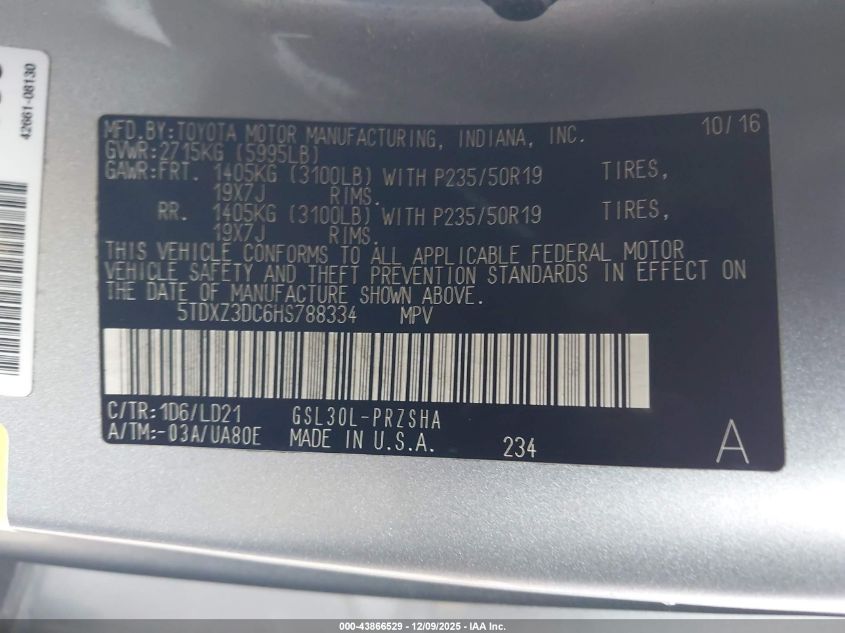 42661-08130
MFD.BY:TOYOTA MOTOR MANUFACTURING, INDIANA, INC. 10/16
GVWR:2715KG (5995LB)
GAWR:FRT. 1405KG (3100LB) WITH P235/50R19 TIRES,
19X7J RIMS.
RR. 1405KG (3100LB) WITH P235/50R19 TIRES,
19X7J RIMS.
THIS VEHICLE CONFORMS TO ALL APPLICABLE FEDERAL MOTOR
VEHICLE SAFETY AND THEFT PREVENTION STANDARDS IN EFFECT ON
THE DATE OF MANUFACTURE SHOWN ABOVE.
5TDXZ3DC6HS788334 MPV
C/TR:1D6/LD21 GSL30L-PRZSHA
A/TM:-03A/UA80E MADE IN U.S.A. 234 A
000-43866529 - 12/09/2025 - IAA Inc.